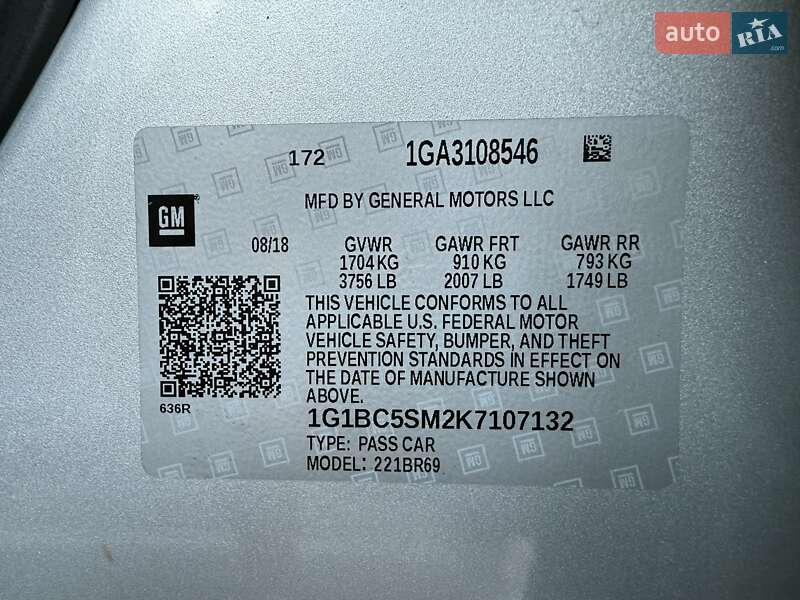 auto RIA.com
172 1GA3108546
GM
MFD BY GENERAL MOTORS LLC
08/18 GVWR GAWR FRT GAWR RR
1704 KG 910 KG 793 KG
3756 LB 2007 LB 1749 LB
THIS VEHICLE CONFORMS TO ALL
APPLICABLE U.S. FEDERAL MOTOR
VEHICLE SAFETY, BUMPER, AND THEFT
PREVENTION STANDARDS IN EFFECT ON
THE DATE OF MANUFACTURE SHOWN
ABOVE.
636R
1G1BC5SM2K7107132
TYPE: PASS CAR
MODEL: 221BR69